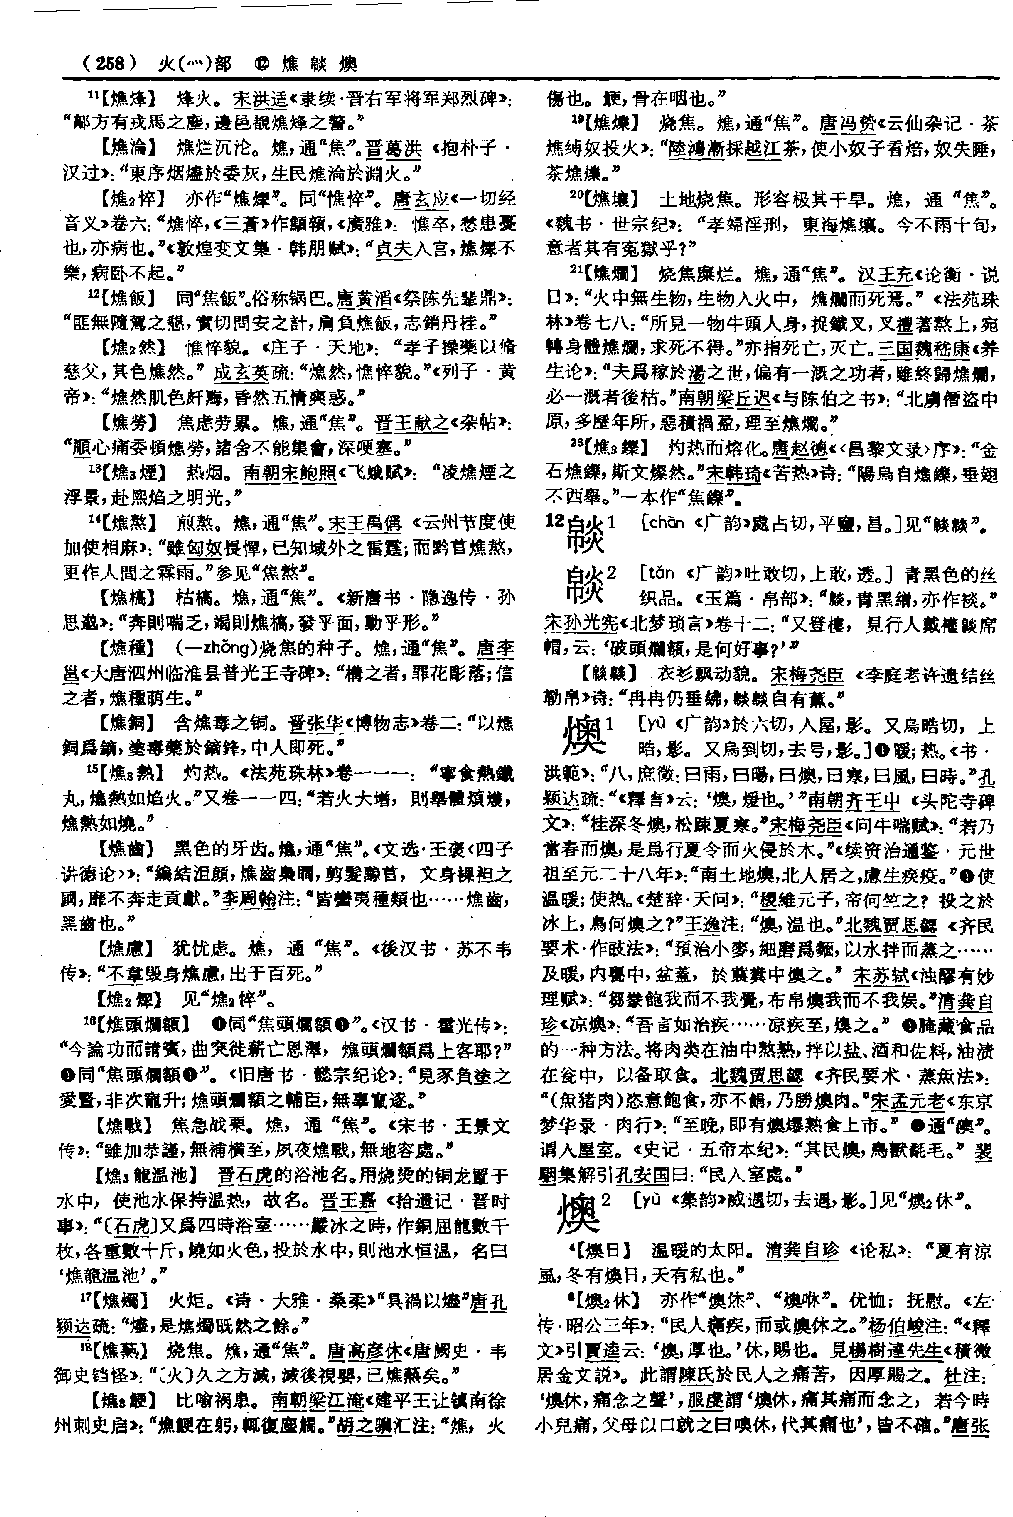 （258） 火(灬)部 ⑫ 燋 㷋 燠
¹¹【燋烽】 烽火。宋洪适《隶续·晋右军将军郑烈碑》：
“鄰方有戎馬之塵，邊邑靚燋烽之警。”
【燋淪】 燋烂沉沦。燋，通“焦”。晋葛洪《抱朴子·
汉过》：“東序烟燼於委灰，生民燋淪於淵火。”
【燋₂悴】 亦作“燋㷪”。同“憔悴”。唐玄应《一切经
音义》卷六：“燋悴，《三蒼》作顦顇，《廣雅》： 憔卒，愁患憂
也，亦病也。”《敦煌变文集·韩朋赋》：“貞夫入宫，燋㷪不
樂，病卧不起。”
¹²【燋飯】 同“焦飯”。俗称锅巴。唐黄滔《祭陈先辈鼎》：
“匪無隨駕之懇，實切問安之計，肩負燋飯，志銷丹桂。”
【燋₂然】 憔悴貌。《庄子·天地》： “孝子操藥以脩
慈父，其色燋然。” 成玄英疏：“燋然，憔悴貌。”《列子·黄
帝》：“燋然肌色皯黣，昏然五情爽惑。”
【燋勞】 焦虑劳累。燋，通“焦”。晋王献之《杂帖》：
“願心痛委頓燋勞，諸舍不能集會，深哽塞。”
¹³【燋₃煙】 热烟。南朝宋鲍照《飞蛾赋》： “凌燋煙之
浮景，赴熙焰之明光，”
¹⁴【燋熬】 煎熬。燋，通“焦”。宋王禹偁《云州节度使
加使相麻》：“雖匈奴畏憚，已知域外之雷霆；而黔首燋熬，
更作人間之霖雨。”参见“焦熬”。
【燋槁】 枯槁。燋，通“焦”。《新唐书·隐逸传·孙
思邈》：“奔則喘乏，竭則燋槁，發乎面，動乎形。”
【燋種】 （—zhǒng）烧焦的种子。燋，通“焦”。唐李
邕《大唐泗州临淮县普光王寺碑》：“構之者，罪花彫落；信
之者，燋種萌生。”
【燋銅】 含燋毒之铜。晋张华《博物志》卷二：“以燋
銅爲鏑，塗毒藥於鏑鋒，中人即死。”
¹⁵【燋₃熱】 灼热。《法苑珠林》卷一一一： “寧食熱鐵
丸，燋熱如焰火。”又卷一一四：“若火大增， 則舉體煩熳，
燋熱如燒。”
【燋齒】 黑色的牙齿。燋，通“焦”。《文选·王褒〈四子
讲德论〉》：“編結沮顔，燋齒梟瞷，剪髮黥首， 文身裸袒之
國，靡不奔走貢獻。”李周翰注：“皆蠻夷種類也……燋齒，
黑齒也。”
【燋慮】 犹忧虑。燋， 通“焦”。《後汉书·苏不韦
传》：“不韋毁身燋慮，出于百死。”
【燋₂㷪】 见“燋₂悴”。
¹⁶【燋頭爛額】 ❶同“焦頭爛額❶”。《汉书·霍光传》：
“今論功而請賓，曲突徙薪亡恩澤， 燋頭爛額爲上客耶？”
❷同“焦頭爛額❷”。《旧唐书·懿宗纪论》：“見豕負塗之
愛豎，非次寵升；燋頭爛額之輔臣，無辜竄逐。”
【燋戰】 焦急战栗。燋， 通“焦”。《宋书·王景文
传》：“雖加恭謹，無補横至，夙夜燋戰，無地容處。”
【燋₃龍温池】 晋石虎的浴池名。用烧烫的铜龙置于
水中， 使池水保持温热， 故名。晋王嘉《拾遗记·晋时
事》：“〔石虎〕又爲四時浴室……嚴冰之時，作銅屈龍數千
枚，各重數十斤，燒如火色，投於水中，則池水恒温， 名曰
‘燋龍温池’。”
¹⁷【燋燭】 火炬。《诗·大雅·桑柔》“具禍以燼”唐孔
颖达疏：“燼，是燋燭既然之餘。”
¹⁸【燋爇】 烧焦。燋，通“焦”。唐高彦休《唐阙史·韦
御史铛怪》：“〔火〕久之方滅，滅後視嬰，已燋爇矣。”
【燋₃鯁】 比喻祸患。南朝梁江淹《建平王让镇南徐
州刺史启》：“燋鯁在躬，輒復塵觸。”胡之骥汇注：“燋， 火
傷也。鯁，骨在咽也。”
¹⁹【燋爍】 烧焦。燋，通“焦”。唐冯贽《云仙杂记·茶
燋缚奴投火》：“陸鴻漸採越江茶，使小奴子看焙，奴失睡，
茶燋爍。”
²⁰【燋壤】 土地烧焦。形容极其干旱。燋， 通“焦”。
《魏书·世宗纪》： “孝婦淫刑， 東海燋壤。今不雨十旬，
意者其有冤獄乎？”
²¹【燋爛】 烧焦糜烂。燋，通“焦”。汉王充《论衡·说
日》：“火中無生物，生物入火中， 燋爛而死焉。”《法苑珠
林》卷七八：“所見一物牛頭人身，捉鐵叉，叉禮著熬上，宛
轉身體燋爛，求死不得。”亦指死亡，灭亡。三国魏嵇康《养
生论》：“夫爲稼於湯之世，偏有一溉之功者，雖終歸燋爛，
必一溉者後枯。”南朝梁丘迟《与陈伯之书》：“北虜僭盗中
原，多歷年所，惡積禍盈，理至燋爛。”
²³【燋₃鑠】 灼热而熔化。唐赵德《〈昌黎文录〉序》：“金
石燋鑠，斯文燦然。”宋韩琦《苦热》诗：“陽烏自燋鑠，垂翅
不西舉。”一本作“焦鑠”。
12 㷋 1 ［chān 《广韵》處占切，平鹽，昌。］见“㷋㷋”。
㷋 2 ［tǎn 《广韵》吐敢切，上敢，透。］青黑色的丝
织品。《玉篇·帛部》：“㷋，青黑繒，亦作裧。”
宋孙光宪《北梦琐言》卷十二：“又登樓， 見行人戴㯫㷋席
帽，云：‘破頭爛額，是何好事？’”
【㷋㷋】 衣衫飘动貌。宋梅尧臣《李庭老许遗结丝
勒帛》诗：“冉冉仍垂紼，㷋㷋自有薰。”
燠 1 ［yù 《广韵》於六切，入屋，影。又烏晧切， 上
晧，影。又烏到切，去号，影。］❶暖；热。《书·
洪範》：“八，庶徵：曰雨，曰暘，曰燠，曰寒，曰風，曰時。”孔
颖达疏：“《釋言》云：‘燠，煖也。’”南朝齐王屮《头陀寺碑
文》：“桂深冬燠，松踈夏寒。”宋梅尧臣《问牛喘赋》：“若乃
當春而燠，是爲行夏令而火侵於木。”《续资治通鉴·元世
祖至元二十八年》：“南土地燠，北人居之，慮生疾疫。”❷使
温暖；使热。《楚辞·天问》：“稷維元子，帝何竺之？ 投之於
冰上，鳥何燠之？”王逸注：“燠，温也。”北魏贾思勰《齐民
要术·作豉法》：“預治小麥，細磨爲麪，以水拌而蒸之……
及暖，内甕中，盆蓋， 於糞糞中燠之。”宋苏轼《浊醪有妙
理赋》：“芻豢飽我而不我覺，布帛燠我而不我娱。”清龚自
珍《凉燠》：“吾言如治疾……凉疾至，燠之。” ❸腌藏食品
的一种方法。将肉类在油中熬熟，拌以盐、酒和佐料，油渍
在瓮中， 以备取食。北魏贾思勰《齐民要术·蒸缹法》：
“（缹猪肉）恣意飽食，亦不餶，乃勝燠肉。”宋孟元老《东京
梦华录·肉行》：“至晚，即有燠爆熟食上市。” ❹通“隩”。
谓入屋室。《史记·五帝本纪》：“其民燠，鳥獸氄毛。” 裴
駰集解引孔安国曰：“民入室處。”
燠 2 ［yǔ 《集韵》威遇切，去遇，影。］见“燠₂休”。
⁴【燠日】 温暖的太阳。清龚自珍《论私》： “夏有凉
風，冬有燠日，天有私也。”
⁶【燠₂休】 亦作“燠烋”、“燠咻”。优恤；抚慰。《左
传·昭公三年》：“民人痛疾，而或燠休之。”杨伯峻注：“《釋
文》引賈逵云：‘燠，厚也。’休，賜也。見楊樹達先生《積微
居金文説》。此謂陳氏於民人之痛苦，因厚賜之。杜注：
‘燠休，痛念之聲’，服虔謂‘燠休，痛其痛而念之， 若今時
小兒痛，父母以口就之曰噢休，代其痛也’，皆不確。”唐张